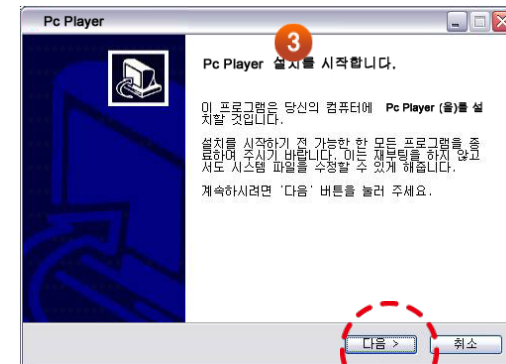 Pc Player
3
Pc Player 설치를 시작합니다.
이 프로그램은 당신의 컴퓨터에 Pc Player (을)를 설
치할 것입니다.
설치를 시작하기 전 가능한 한 모든 프로그램을 종
료하여 주시기 바랍니다. 이는 재부팅을 하지 않고
서도 시스템 파일을 수정할 수 있게 해줍니다.
계속하시려면 '다음' 버튼을 눌러 주세요.
다음 > 취소